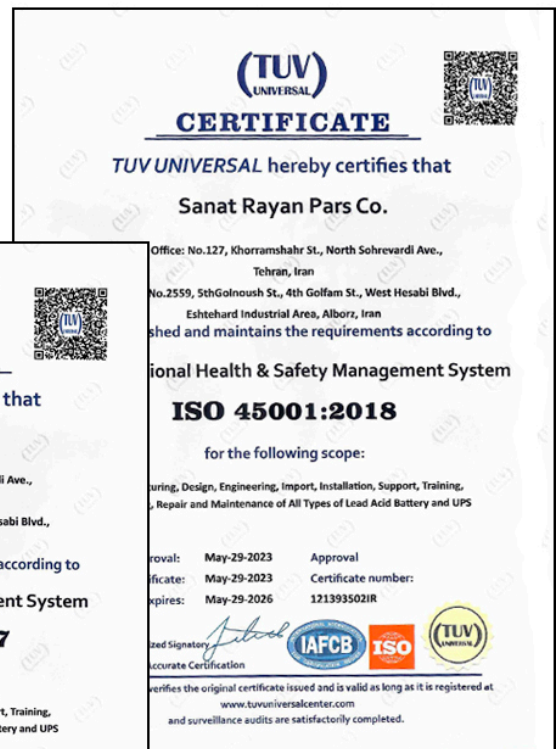 (TUV)
UNIVERSAL
CERTIFICATE
TUV UNIVERSAL hereby certifies that
Sanat Rayan Pars Co.
Office: No.127, Khorramshahr St., North Sohrevardi Ave.,
Tehran, Iran
No.2559, 5thGolnoush St., 4th Golfam St., West Hesabi Blvd.,
Eshtehard Industrial Area, Alborz, Iran
shed and maintains the requirements according to
ional Health & Safety Management System
ISO 45001:2018
for the following scope:
uring, Design, Engineering, Import, Installation, Support, Training,
, Repair and Maintenance of All Types of Lead Acid Battery and UPS
roval: May-29-2023 Approval
ificate: May-29-2023 Certificate number:
xpires: May-29-2026 121393502IR
zed Signatory
ccurate Certification
IAFCB
ISO
(TUV)
UNIVERSAL
verifies the original certificate issued and is valid as long as it is registered at
www.tuvuniversalcenter.com
and surveillance audits are satisfactorily completed.
(TUV)
that
i Ave.,
sabi Blvd.,
according to
ent System
7
t, Training,
tery and UPS